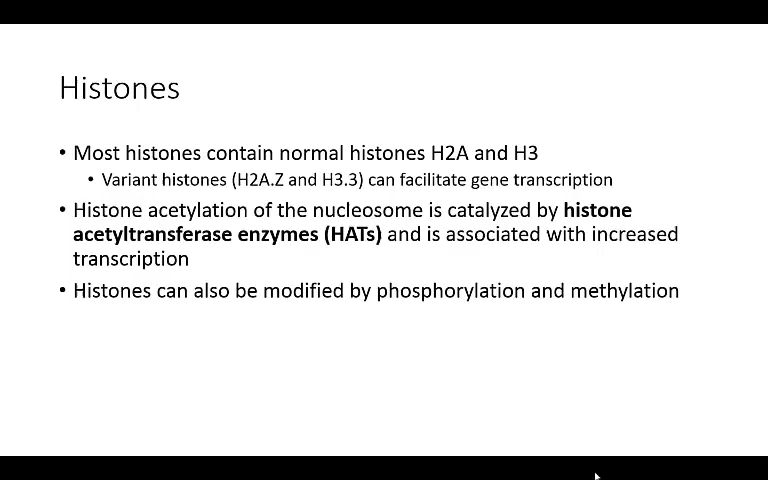 Histones
• Most histones contain normal histones H2A and H3
• Variant histones (H2A.Z and H3.3) can facilitate gene transcription
• Histone acetylation of the nucleosome is catalyzed by histone
acetyltransferase enzymes (HATs) and is associated with increased
transcription
• Histones can also be modified by phosphorylation and methylation